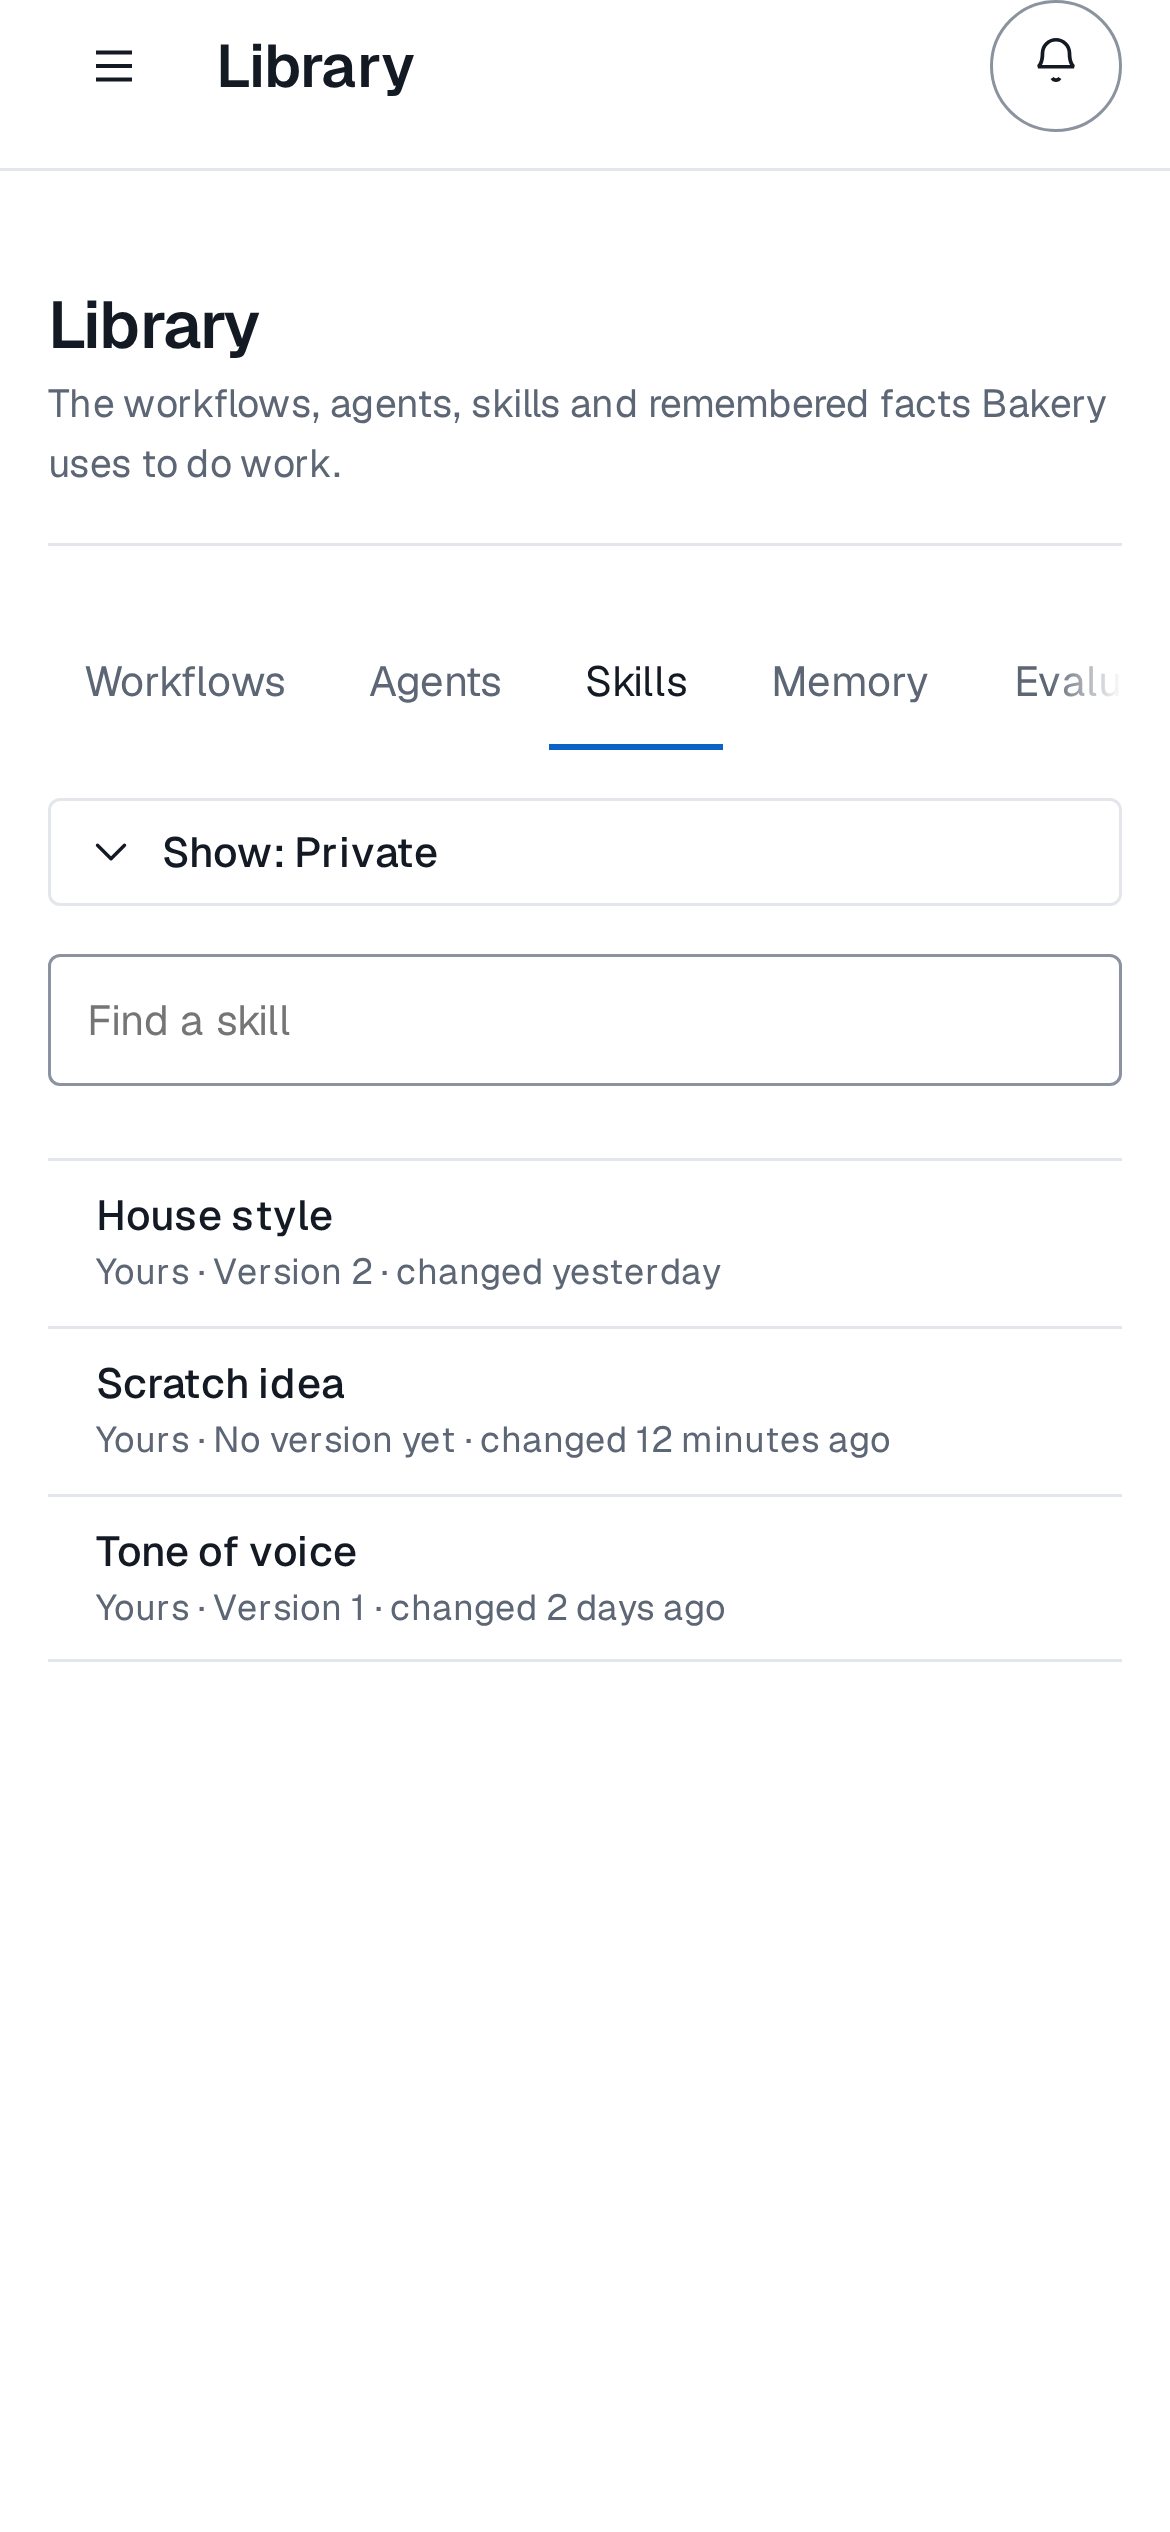 Library
Library
The workflows, agents, skills and remembered facts Bakery
uses to do work.
Workflows Agents Skills Memory Evalu
Show: Private
Find a skill
House style
Yours · Version 2 · changed yesterday
Scratch idea
Yours · No version yet · changed 12 minutes ago
Tone of voice
Yours · Version 1 · changed 2 days ago